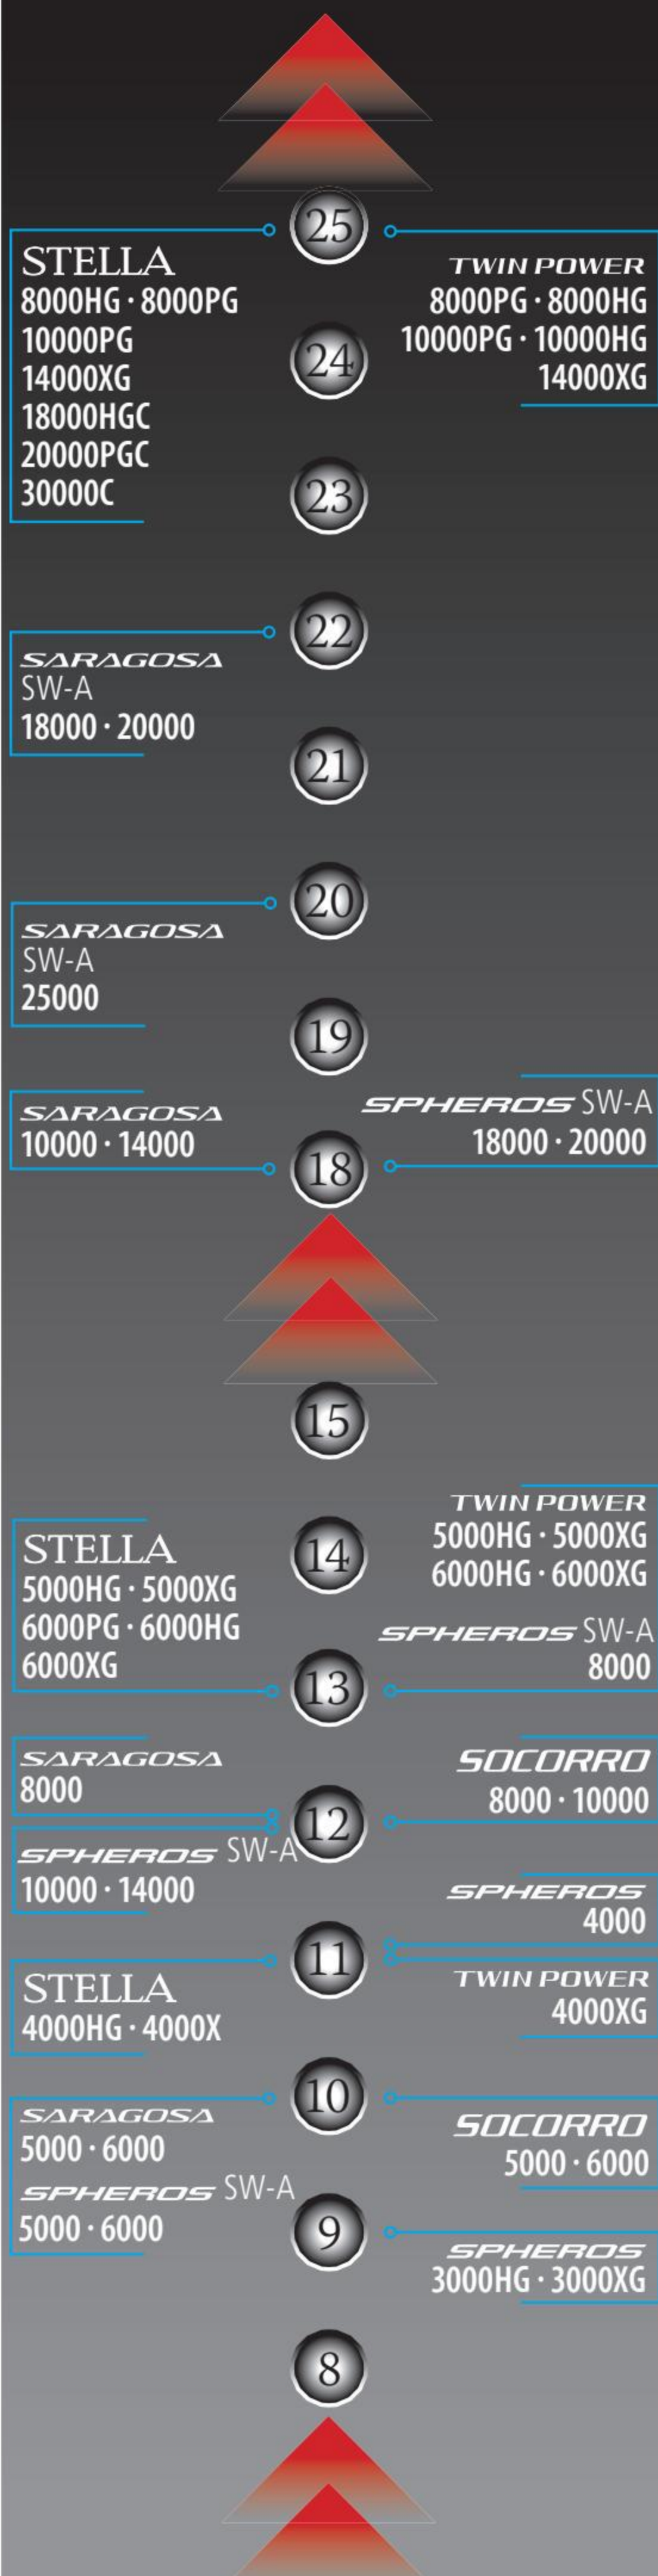 25
STELLA
8000HG · 8000PG
10000PG
14000XG
18000HGC
20000PGC
30000C
TWIN POWER
8000PG · 8000HG
10000PG · 10000HG
14000XG
24
23
22
SARAGOSA
SW-A
18000 · 20000
21
20
SARAGOSA
SW-A
25000
19
SARAGOSA
10000 · 14000
SPHEROS SW-A
18000 · 20000
18
15
TWIN POWER
5000HG · 5000XG
6000HG · 6000XG
SPHEROS SW-A
8000
14
STELLA
5000HG · 5000XG
6000PG · 6000HG
6000XG
13
SARAGOSA
8000
SOCORRO
8000 · 10000
12
SPHEROS SW-A
10000 · 14000
SPHEROS
4000
11
STELLA
4000HG · 4000X
TWIN POWER
4000XG
10
SARAGOSA
5000 · 6000
SPHEROS SW-A
5000 · 6000
SOCORRO
5000 · 6000
9
SPHEROS
3000HG · 3000XG
8